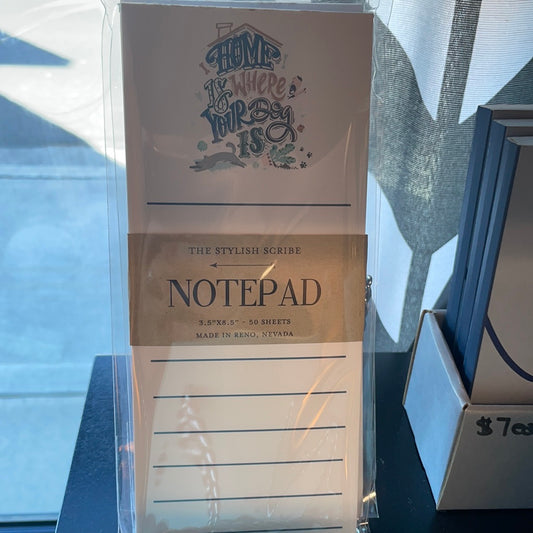 HOME
IS WHERE
YOUR DOG
IS
THE STYLISH SCRIBE
NOTEPAD
3.5"X8.5" - 50 SHEETS
MADE IN RENO, NEVADA
$7